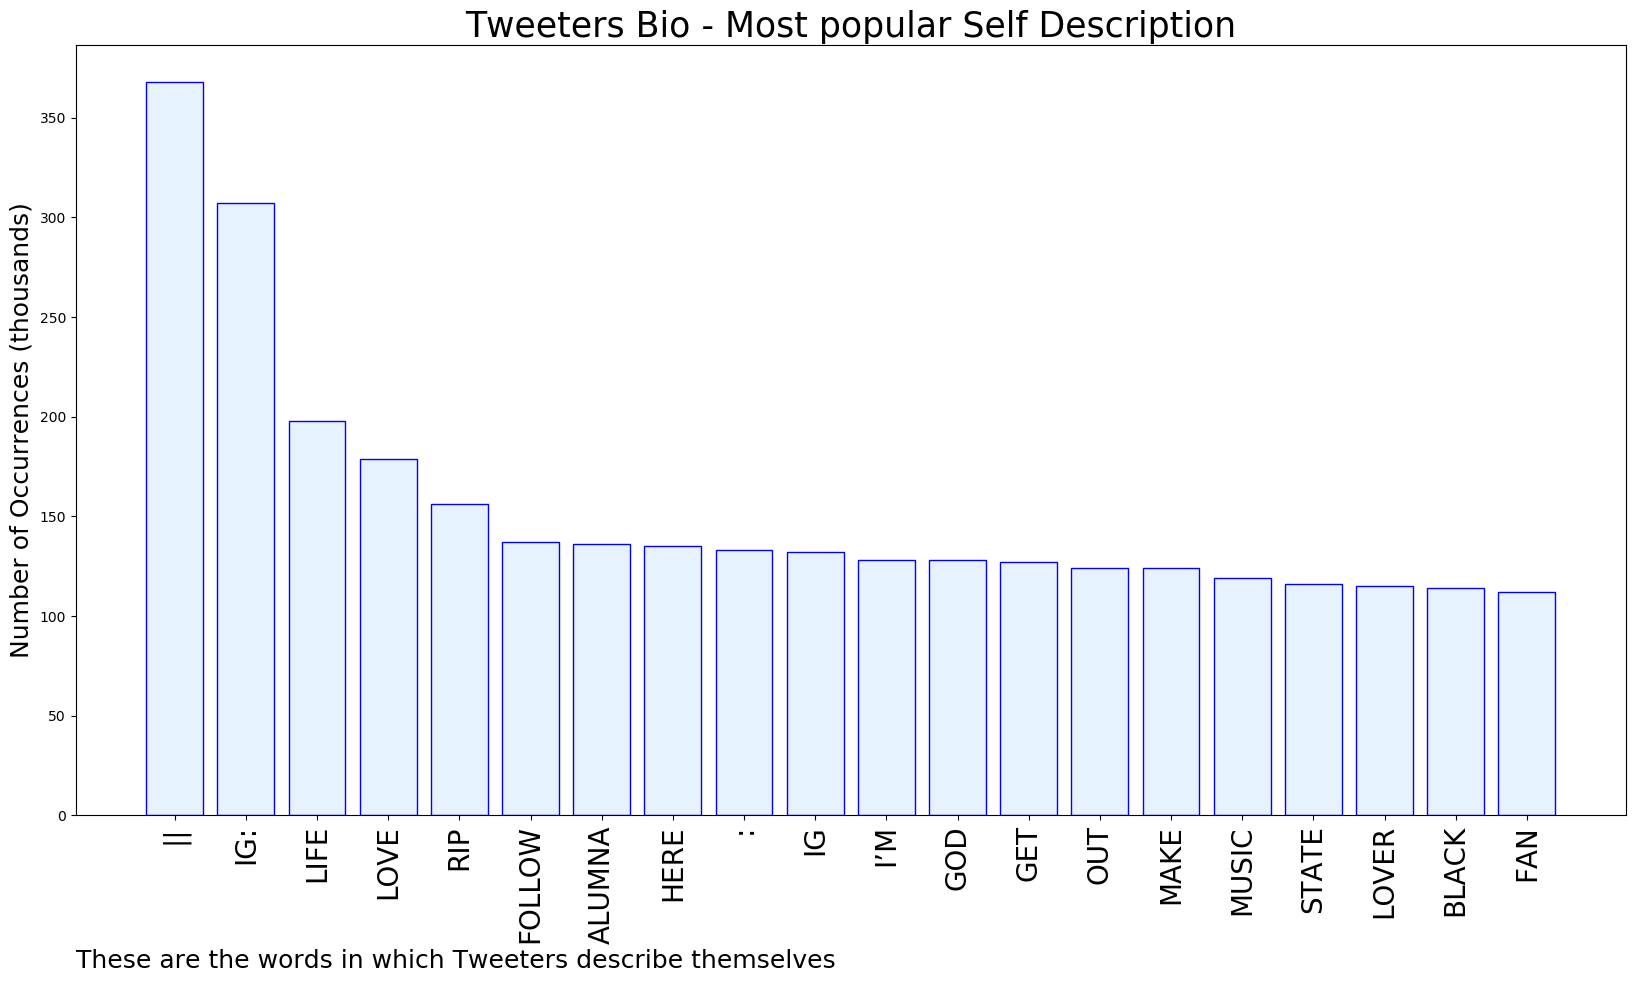 Tweeters Bio - Most popular Self Description
Number of Occurrences (thousands)
350
300
250
200
150
100
50
0
||
IG:
LIFE
LOVE
RIP
FOLLOW
ALUMNA
HERE
:
IG
I’M
GOD
GET
OUT
MAKE
MUSIC
STATE
LOVER
BLACK
FAN
These are the words in which Tweeters describe themselves